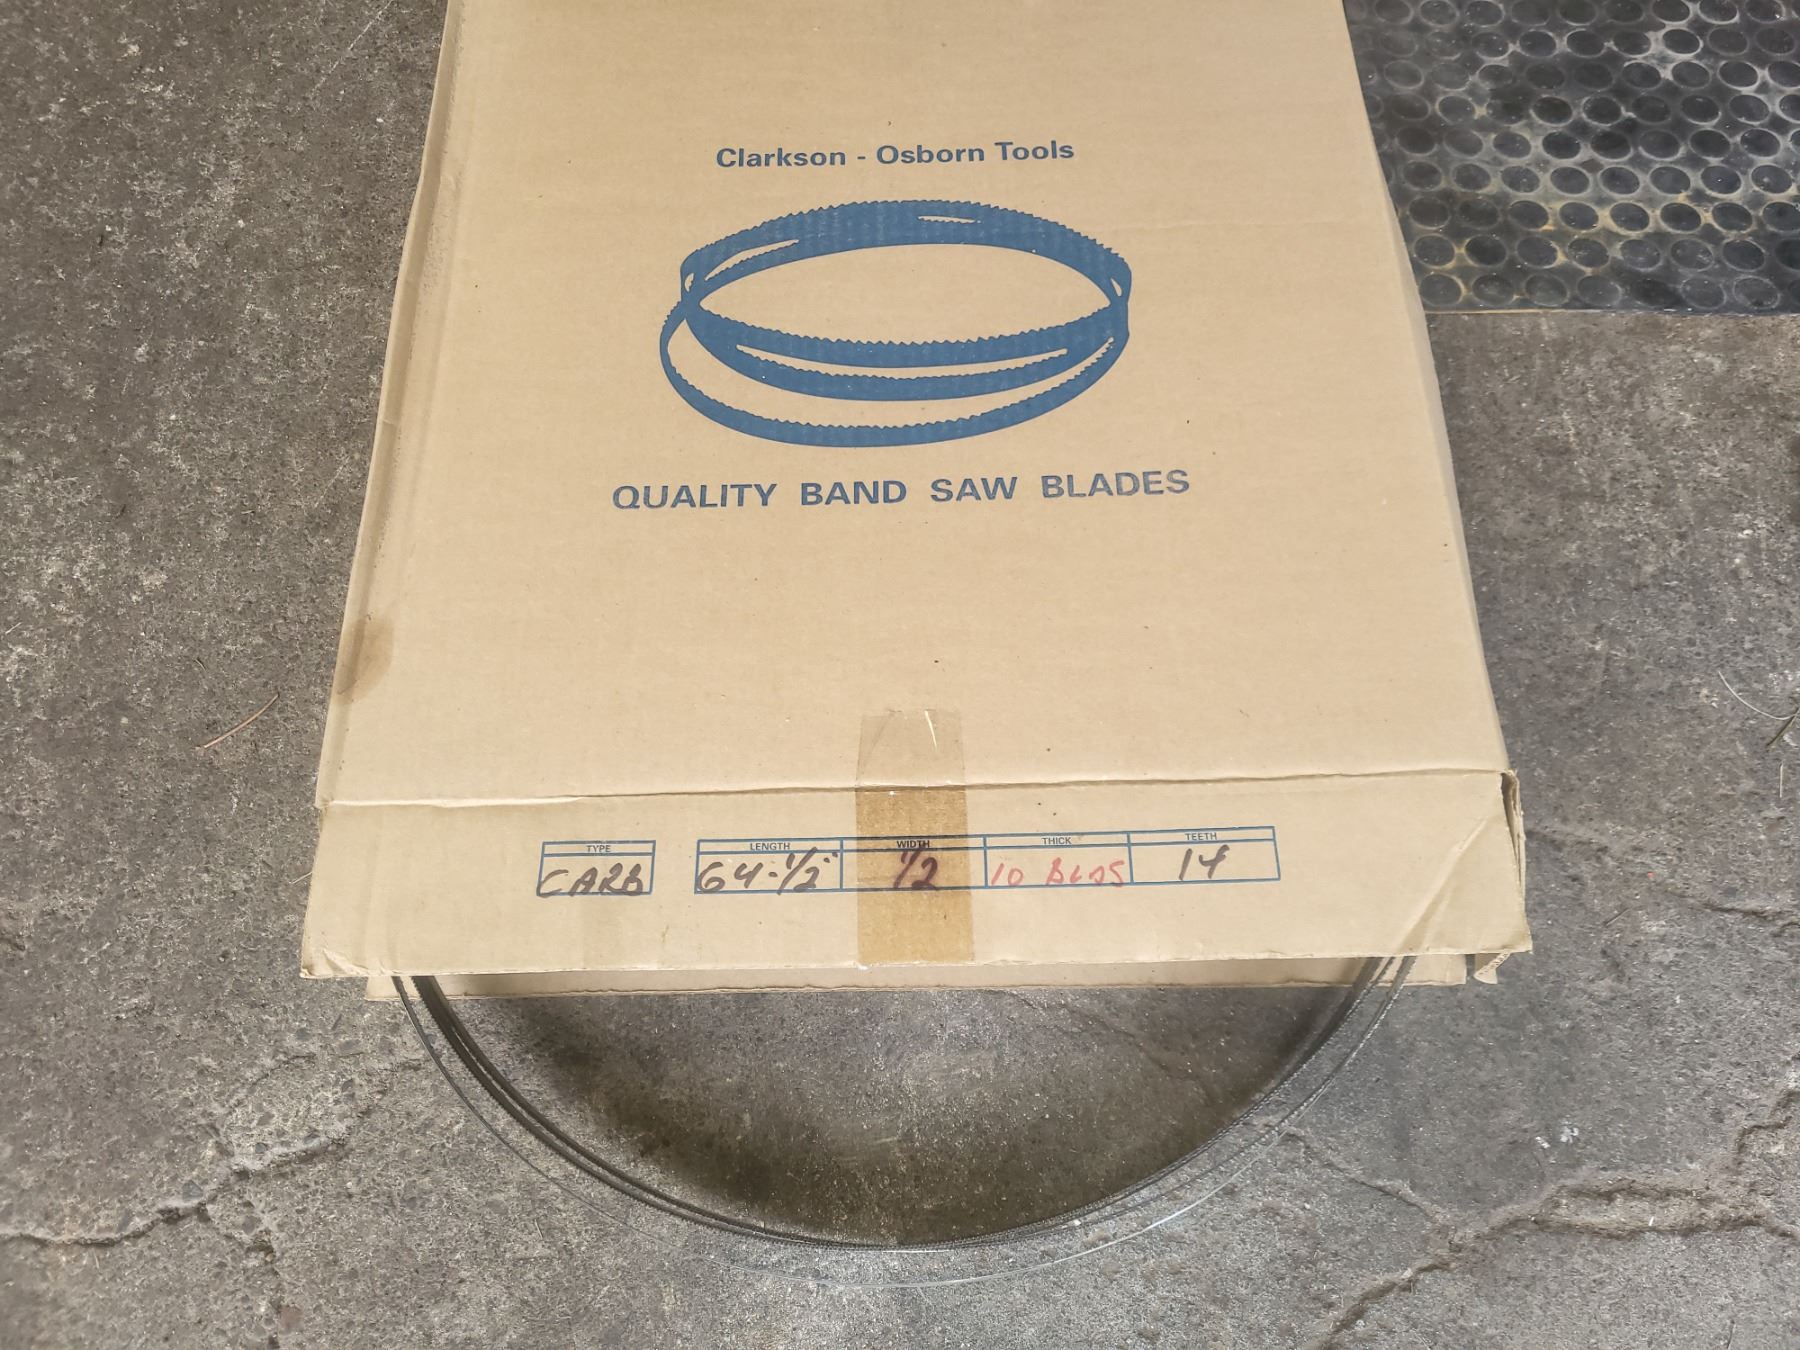 Clarkson - Osborn Tools
QUALITY BAND SAW BLADES
TYPE LENGTH WIDTH THICK TEETH
CARB 64-1/2" 1/2 10 BLDS 14